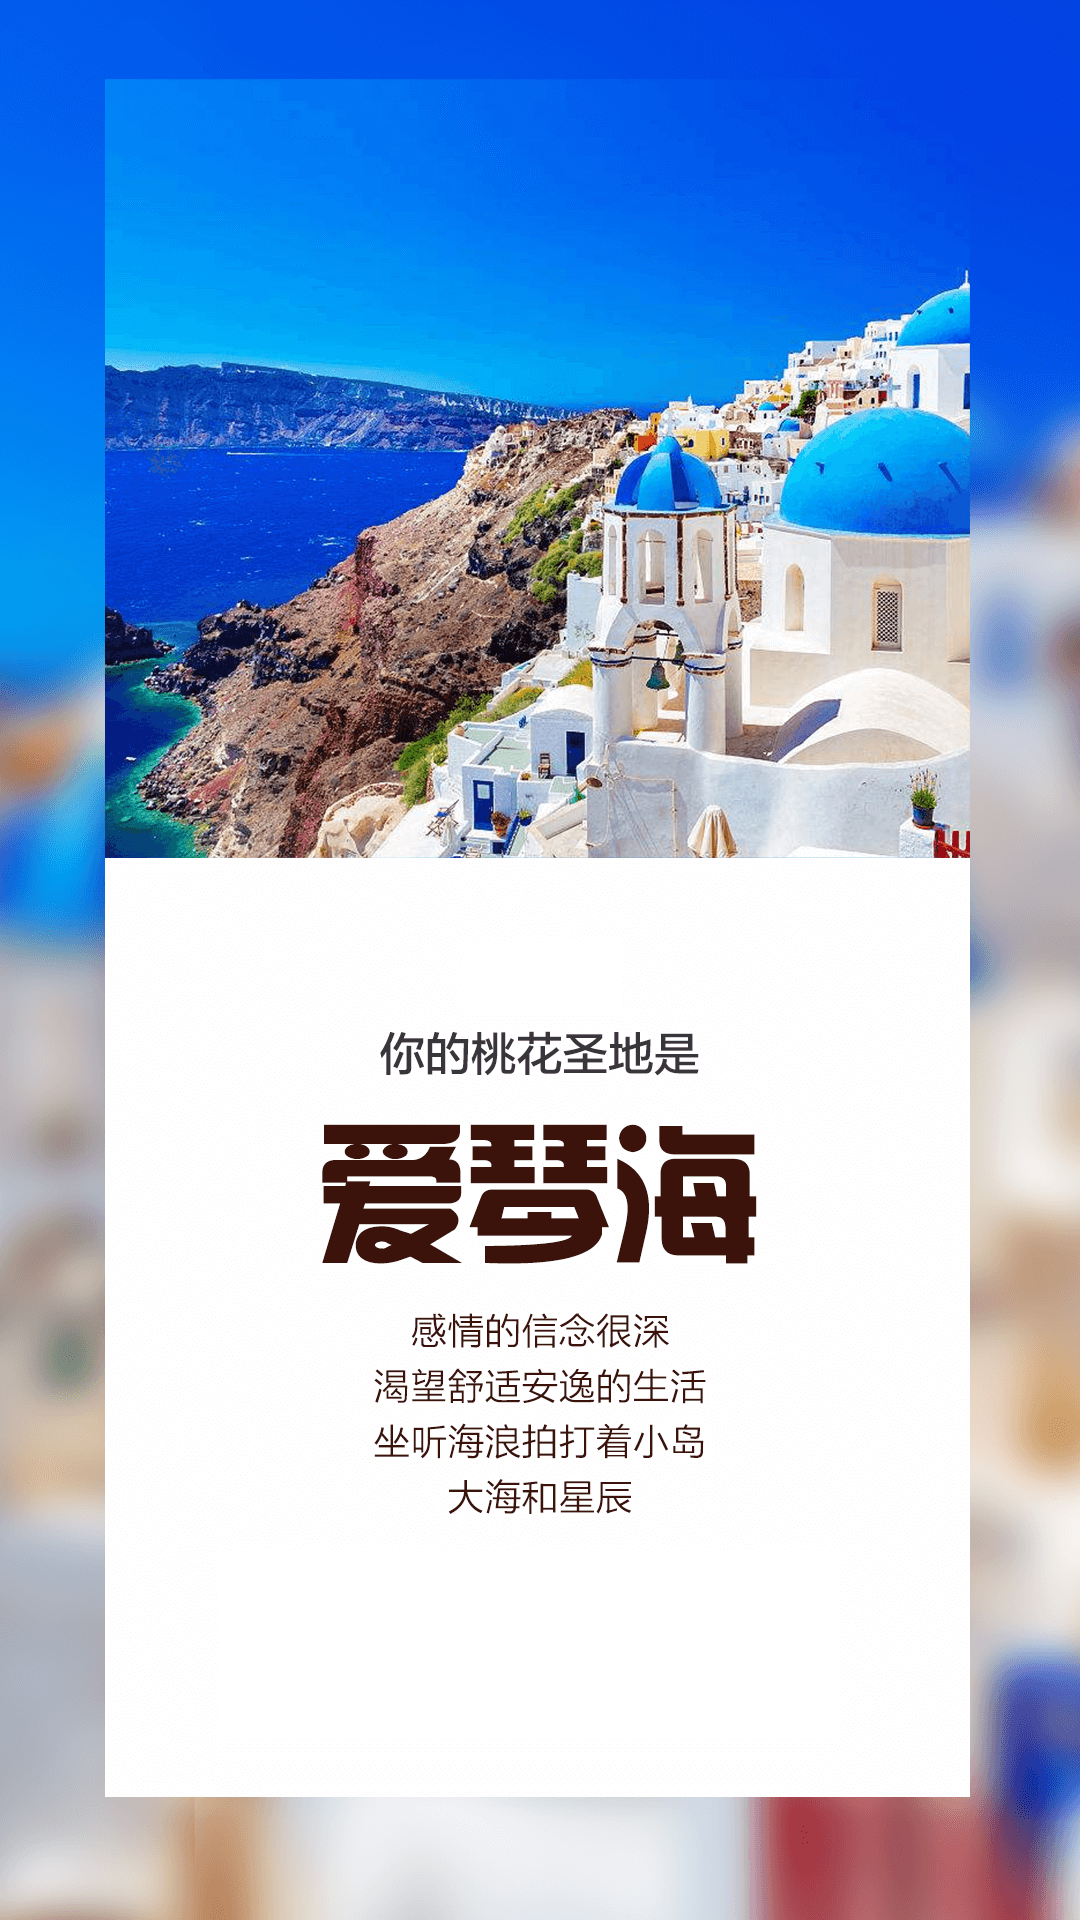 你的桃花圣地是
爱琴海
感情的信念很深
渴望舒适安逸的生活
坐听海浪拍打着小岛
大海和星辰